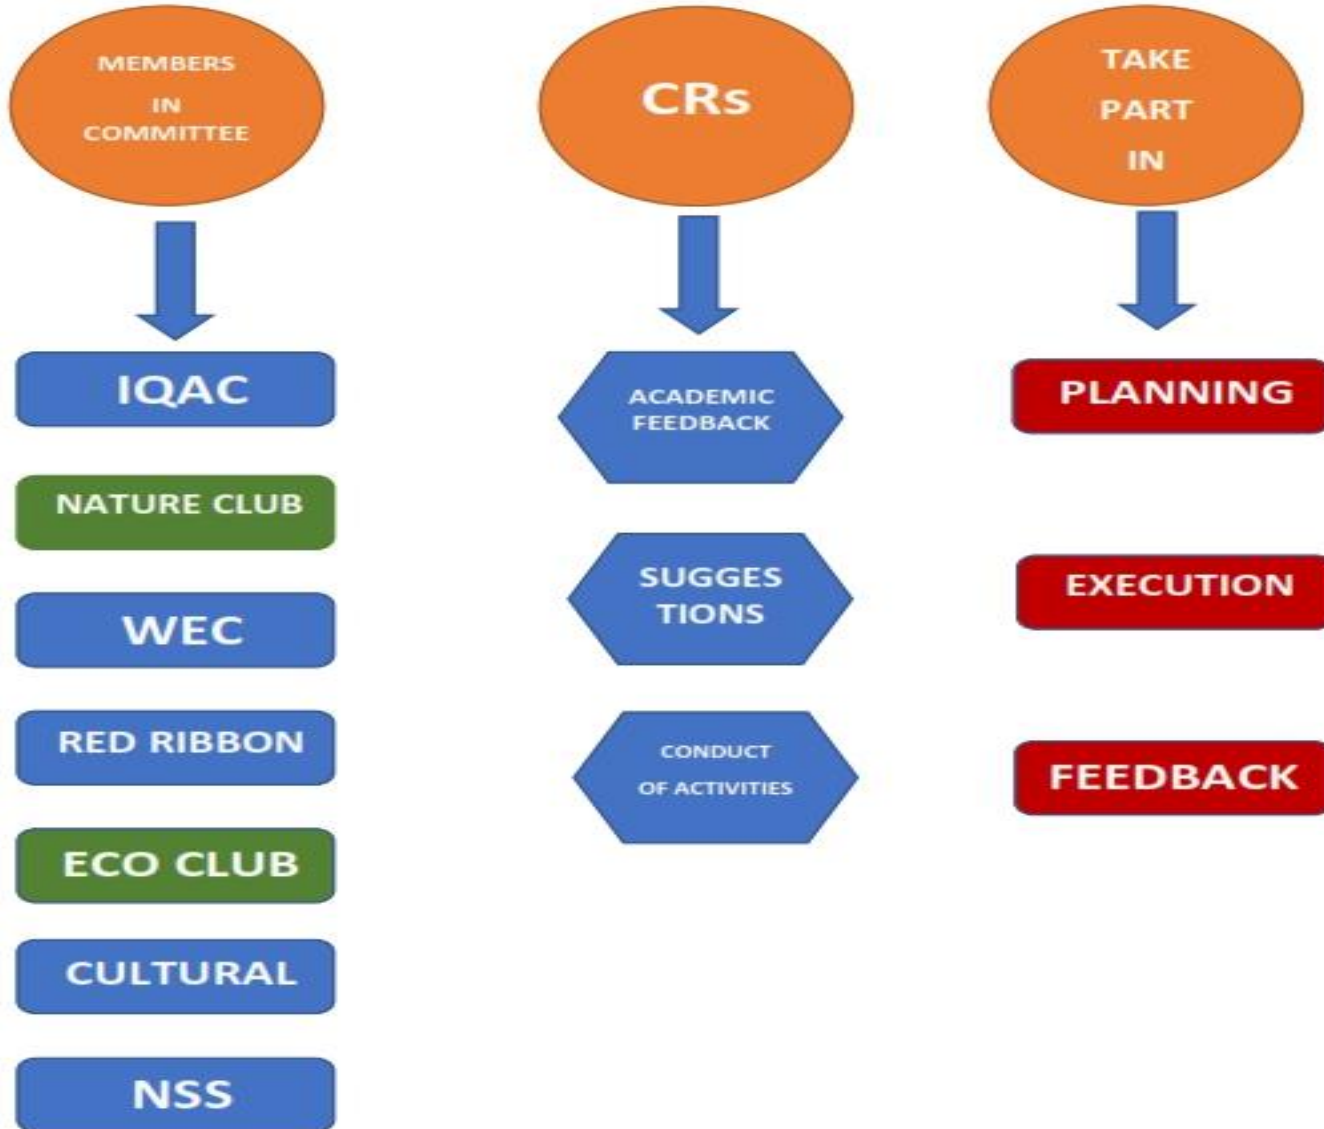 MEMBERS
IN
COMMITTEE
IQAC
NATURE CLUB
WEC
RED RIBBON
ECO CLUB
CULTURAL
NSS
CRs
ACADEMIC
FEEDBACK
SUGGES
TIONS
CONDUCT
OF ACTIVITIES
TAKE
PART
IN
PLANNING
EXECUTION
FEEDBACK